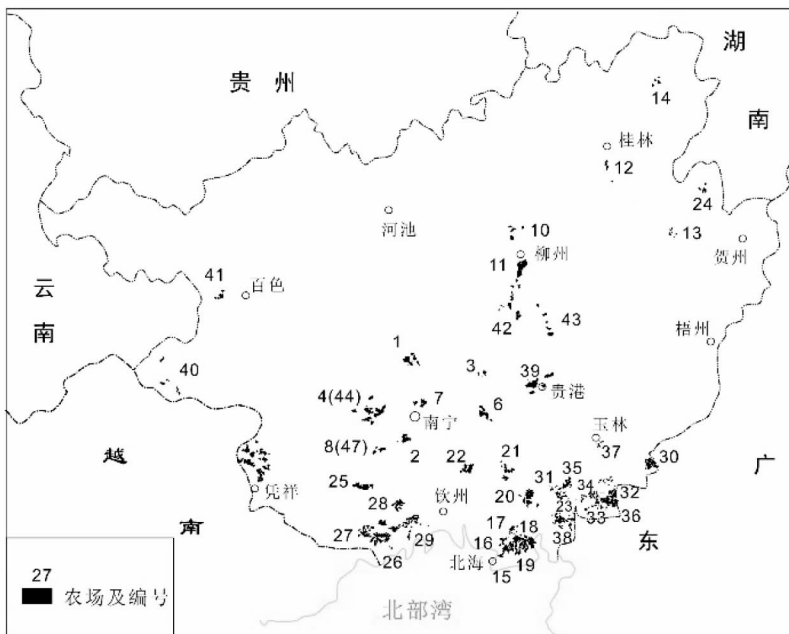 湖
南
贵 州
14
桂林
12
24
河池
13
贺州
10
柳州
11
云
南
41
百色
42
43
梧州
1
40
3
39
贵港
4(44)
7
6
南宁
玉林
37
越
南
8(47)
2
22
21
30
广
东
凭祥
25
31
35
20
34
32
28
钦州
23
33
36
27
29
17
18
38
26
16
北海
19
15
27
农场及编号
北部湾